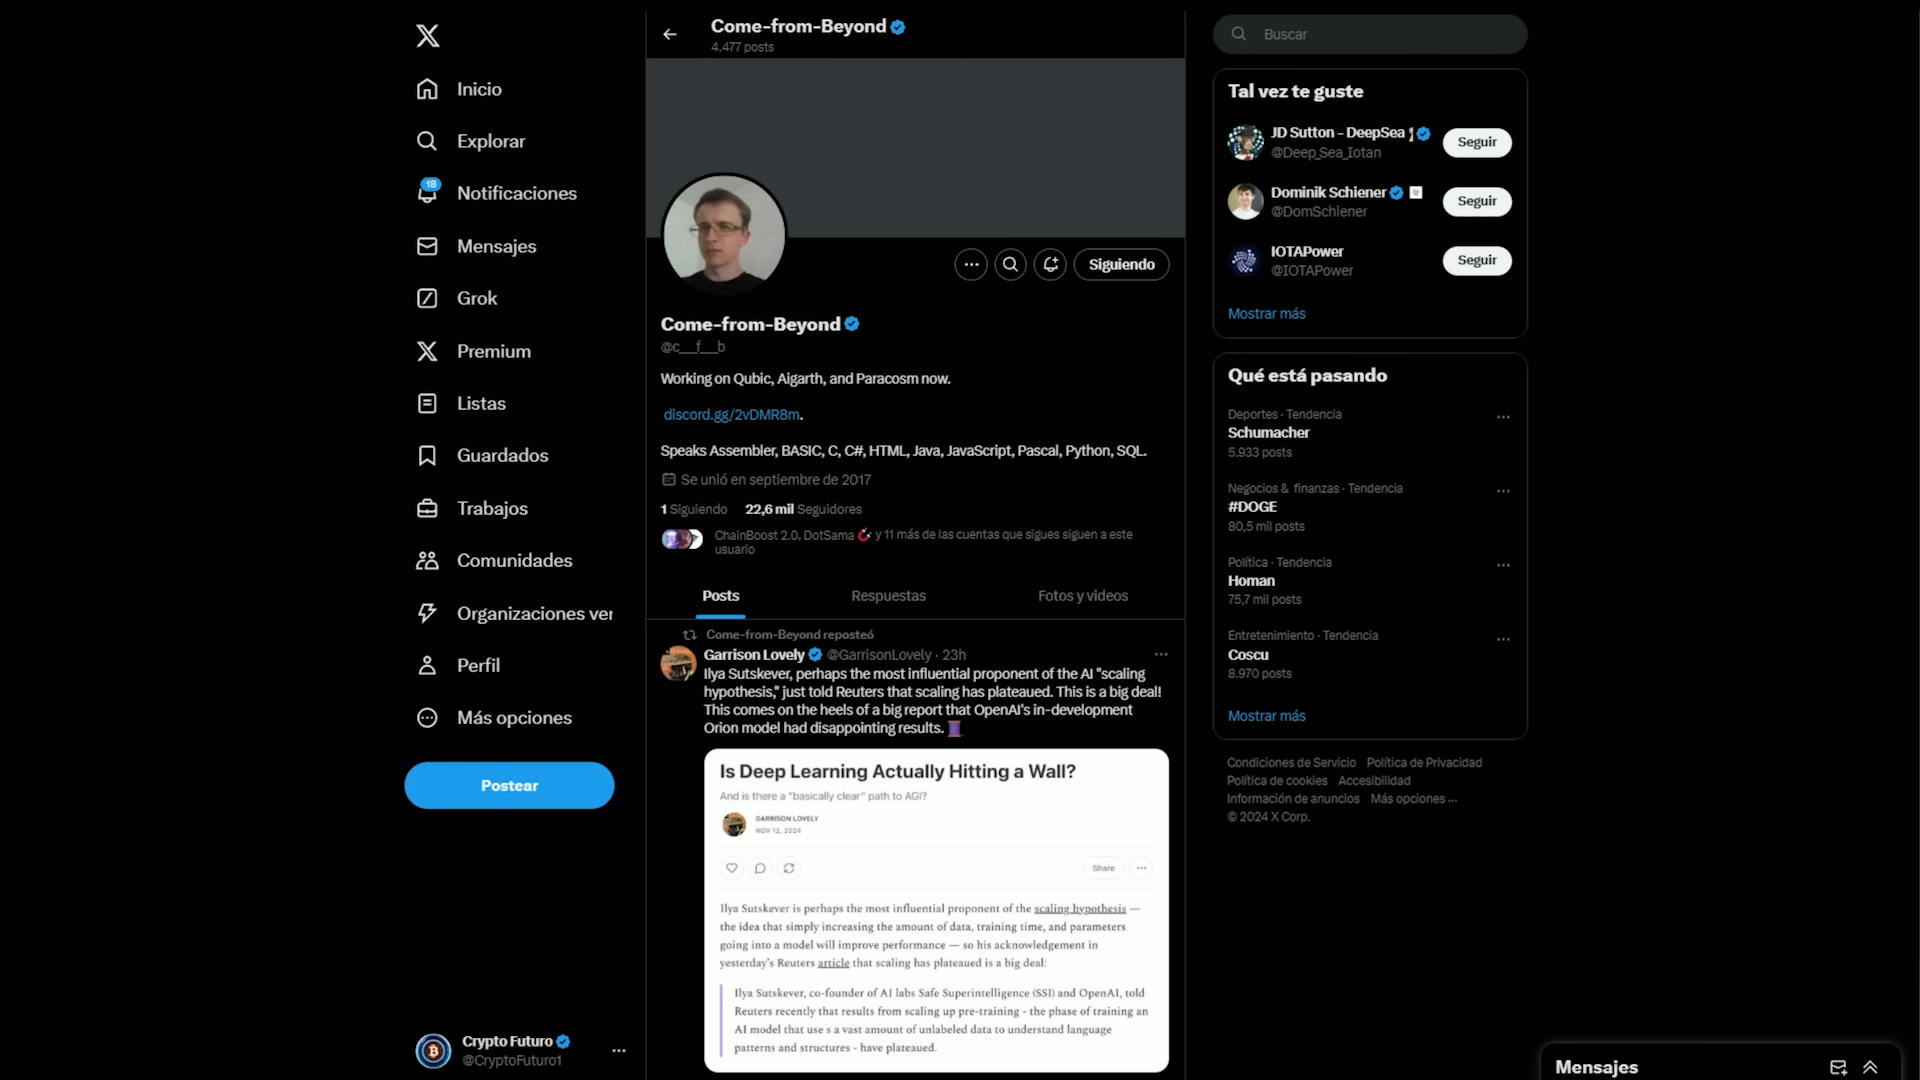 Inicio
Explorar
18
Notificaciones
Mensajes
Grok
Premium
Listas
Guardados
Trabajos
Comunidades
Organizaciones ver
Perfil
Más opciones
Postear
Crypto Futuro
@CryptoFuturo1
Come-from-Beyond
4.477 posts
Siguiendo
Come-from-Beyond
@c__f__b
Working on Qubic, Aigarth, and Paracosm now.
discord.gg/2vDMR8m.
Speaks Assembler, BASIC, C, C#, HTML, Java, JavaScript, Pascal, Python, SQL.
Se unió en septiembre de 2017
1 Siguiendo 22,6 mil Seguidores
ChainBoost 2.0, DotSama y 11 más de las cuentas que sigues siguen a este
usuario
Posts Respuestas Fotos y videos
Come-from-Beyond reposteó
Garrison Lovely @GarrisonLovely · 23h
Ilya Sutskever, perhaps the most influential proponent of the AI "scaling
hypothesis," just told Reuters that scaling has plateaued. This is a big deal!
This comes on the heels of a big report that OpenAI's in-development
Orion model had disappointing results.
Is Deep Learning Actually Hitting a Wall?
And is there a "basically clear" path to AGI?
GARRISON LOVELY
NOV 12, 2024
Share
Ilya Sutskever is perhaps the most influential proponent of the scaling hypothesis —
the idea that simply increasing the amount of data, training time, and parameters
going into a model will improve performance — so his acknowledgement in
yesterday's Reuters article that scaling has plateaued is a big deal:
Ilya Sutskever, co-founder of AI labs Safe Superintelligence (SSI) and OpenAI, told
Reuters recently that results from scaling up pre-training - the phase of training an
AI model that use s a vast amount of unlabeled data to understand language
patterns and structures - have plateaued.
Buscar
Tal vez te guste
JD Sutton - DeepSea
@Deep_Sea_Iotan
Seguir
Dominik Schiener
@DomSchiener
Seguir
IOTAPower
@IOTAPower
Seguir
Mostrar más
Qué está pasando
Deportes · Tendencia
Schumacher
5.933 posts
Negocios & finanzas · Tendencia
#DOGE
80,5 mil posts
Política · Tendencia
Homan
75,7 mil posts
Entretenimiento · Tendencia
Coscu
8.970 posts
Mostrar más
Condiciones de Servicio Política de Privacidad
Política de cookies Accesibilidad
Información de anuncios Más opciones ···
© 2024 X Corp.
Mensajes